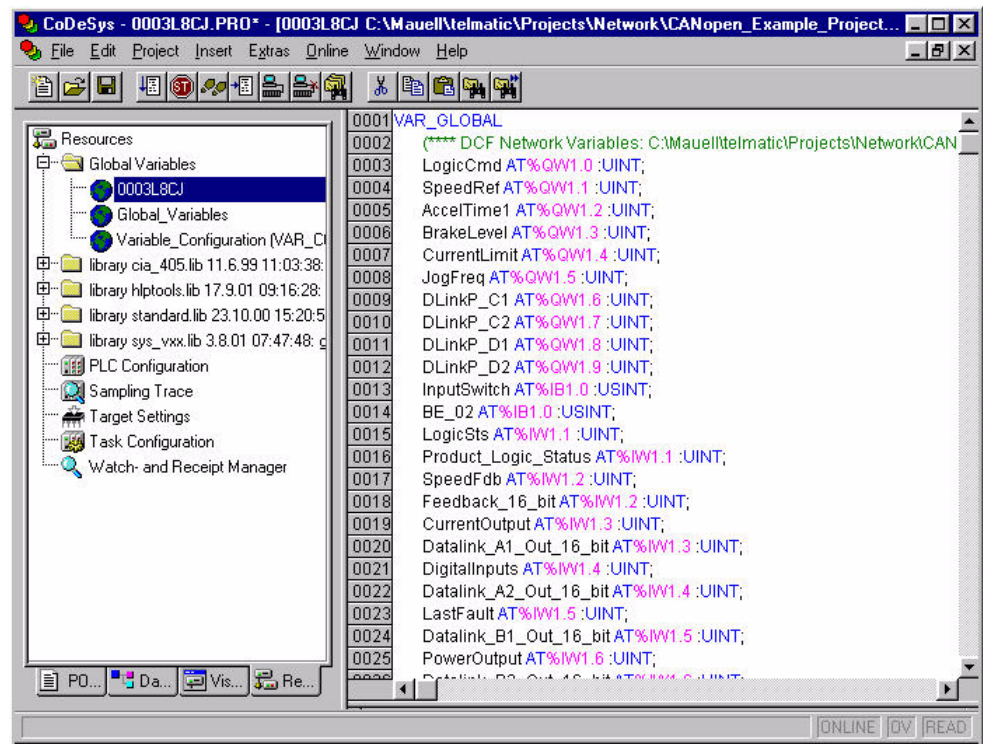 CoDeSys - 0003L8CJ.PRO* - [0003L8CJ C:\Mauell\telmatic\Projects\Network\CANopen_Example_Project...
File Edit Project Insert Extras Online Window Help
Resources
Global Variables
0003L8CJ
Global_Variables
Variable_Configuration (VAR_C
library cia_405.lib 11.6.99 11:03:38:
library hlptools.lib 17.9.01 09:16:28:
library standard.lib 23.10.00 15:20:5
library sys_vxx.lib 3.8.01 07:47:48: g
PLC Configuration
Sampling Trace
Target Settings
Task Configuration
Watch- and Receipt Manager
PO... Da... Vis... Re...
0001 VAR_GLOBAL
0002 (**** DCF Network Variables: C:\Mauell\telmatic\Projects\Network\CAN
0003 LogicCmd AT%QW1.0 :UINT;
0004 SpeedRef AT%QW1.1 :UINT;
0005 AccelTime1 AT%QW1.2 :UINT;
0006 BrakeLevel AT%QW1.3 :UINT;
0007 CurrentLimit AT%QW1.4 :UINT;
0008 JogFreq AT%QW1.5 :UINT;
0009 DLinkP_C1 AT%QW1.6 :UINT;
0010 DLinkP_C2 AT%QW1.7 :UINT;
0011 DLinkP_D1 AT%QW1.8 :UINT;
0012 DLinkP_D2 AT%QW1.9 :UINT;
0013 InputSwitch AT%IB1.0 :USINT;
0014 BE_02 AT%IB1.0 :USINT;
0015 LogicSts AT%IW1.1 :UINT;
0016 Product_Logic_Status AT%IW1.1 :UINT;
0017 SpeedFdb AT%IW1.2 :UINT;
0018 Feedback_16_bit AT%IW1.2 :UINT;
0019 CurrentOutput AT%IW1.3 :UINT;
0020 Datalink_A1_Out_16_bit AT%IW1.3 :UINT;
0021 DigitalInputs AT%IW1.4 :UINT;
0022 Datalink_A2_Out_16_bit AT%IW1.4 :UINT;
0023 LastFault AT%IW1.5 :UINT;
0024 Datalink_B1_Out_16_bit AT%IW1.5 :UINT;
0025 PowerOutput AT%IW1.6 :UINT;
ONLINE OV READ